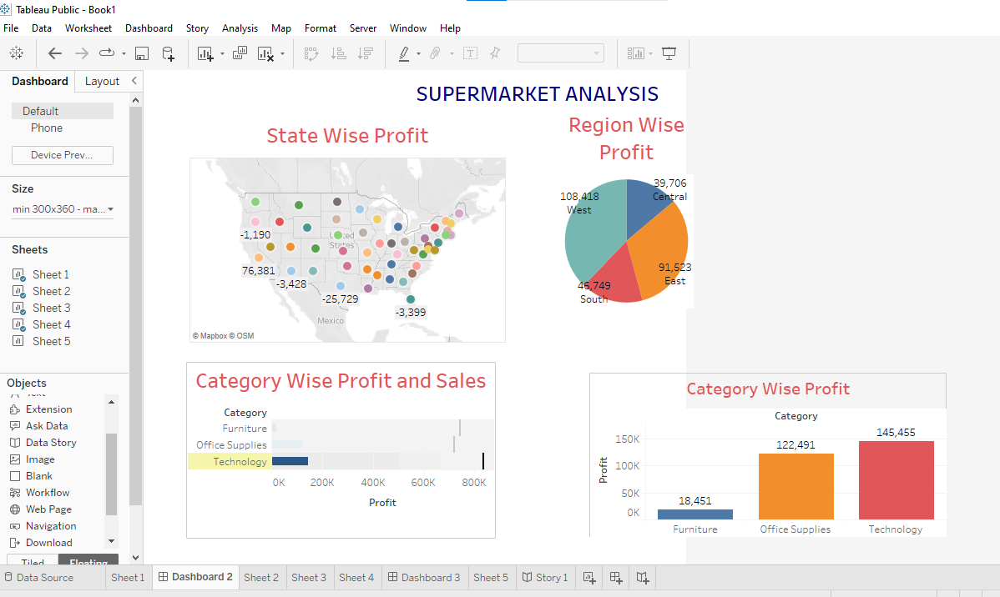 Tableau Public - Book1
File Data Worksheet Dashboard Story Analysis Map Format Server Window Help
Dashboard Layout
Default
Phone
Device Prev...
Size
min 300x360 - ma...
Sheets
Sheet 1
Sheet 2
Sheet 3
Sheet 4
Sheet 5
Objects
Extension
Ask Data
Data Story
Image
Blank
Workflow
Web Page
Navigation
Download
Tiled Floating
SUPERMARKET ANALYSIS
State Wise Profit
United
States
-1,190
76,381
-3,428
-25,729
-3,399
Mexico
© Mapbox © OSM
Region Wise
Profit
39,706
Central
108,418
West
91,523
East
46,749
South
Category Wise Profit and Sales
Category
Furniture
Office Supplies
Technology
0K 200K 400K 600K 800K
Profit
Category Wise Profit
Category
Profit
150K
100K
50K
0K
18,451
122,491
145,455
Furniture Office Supplies Technology
Data Source Sheet 1 Dashboard 2 Sheet 2 Sheet 3 Sheet 4 Dashboard 3 Sheet 5 Story 1